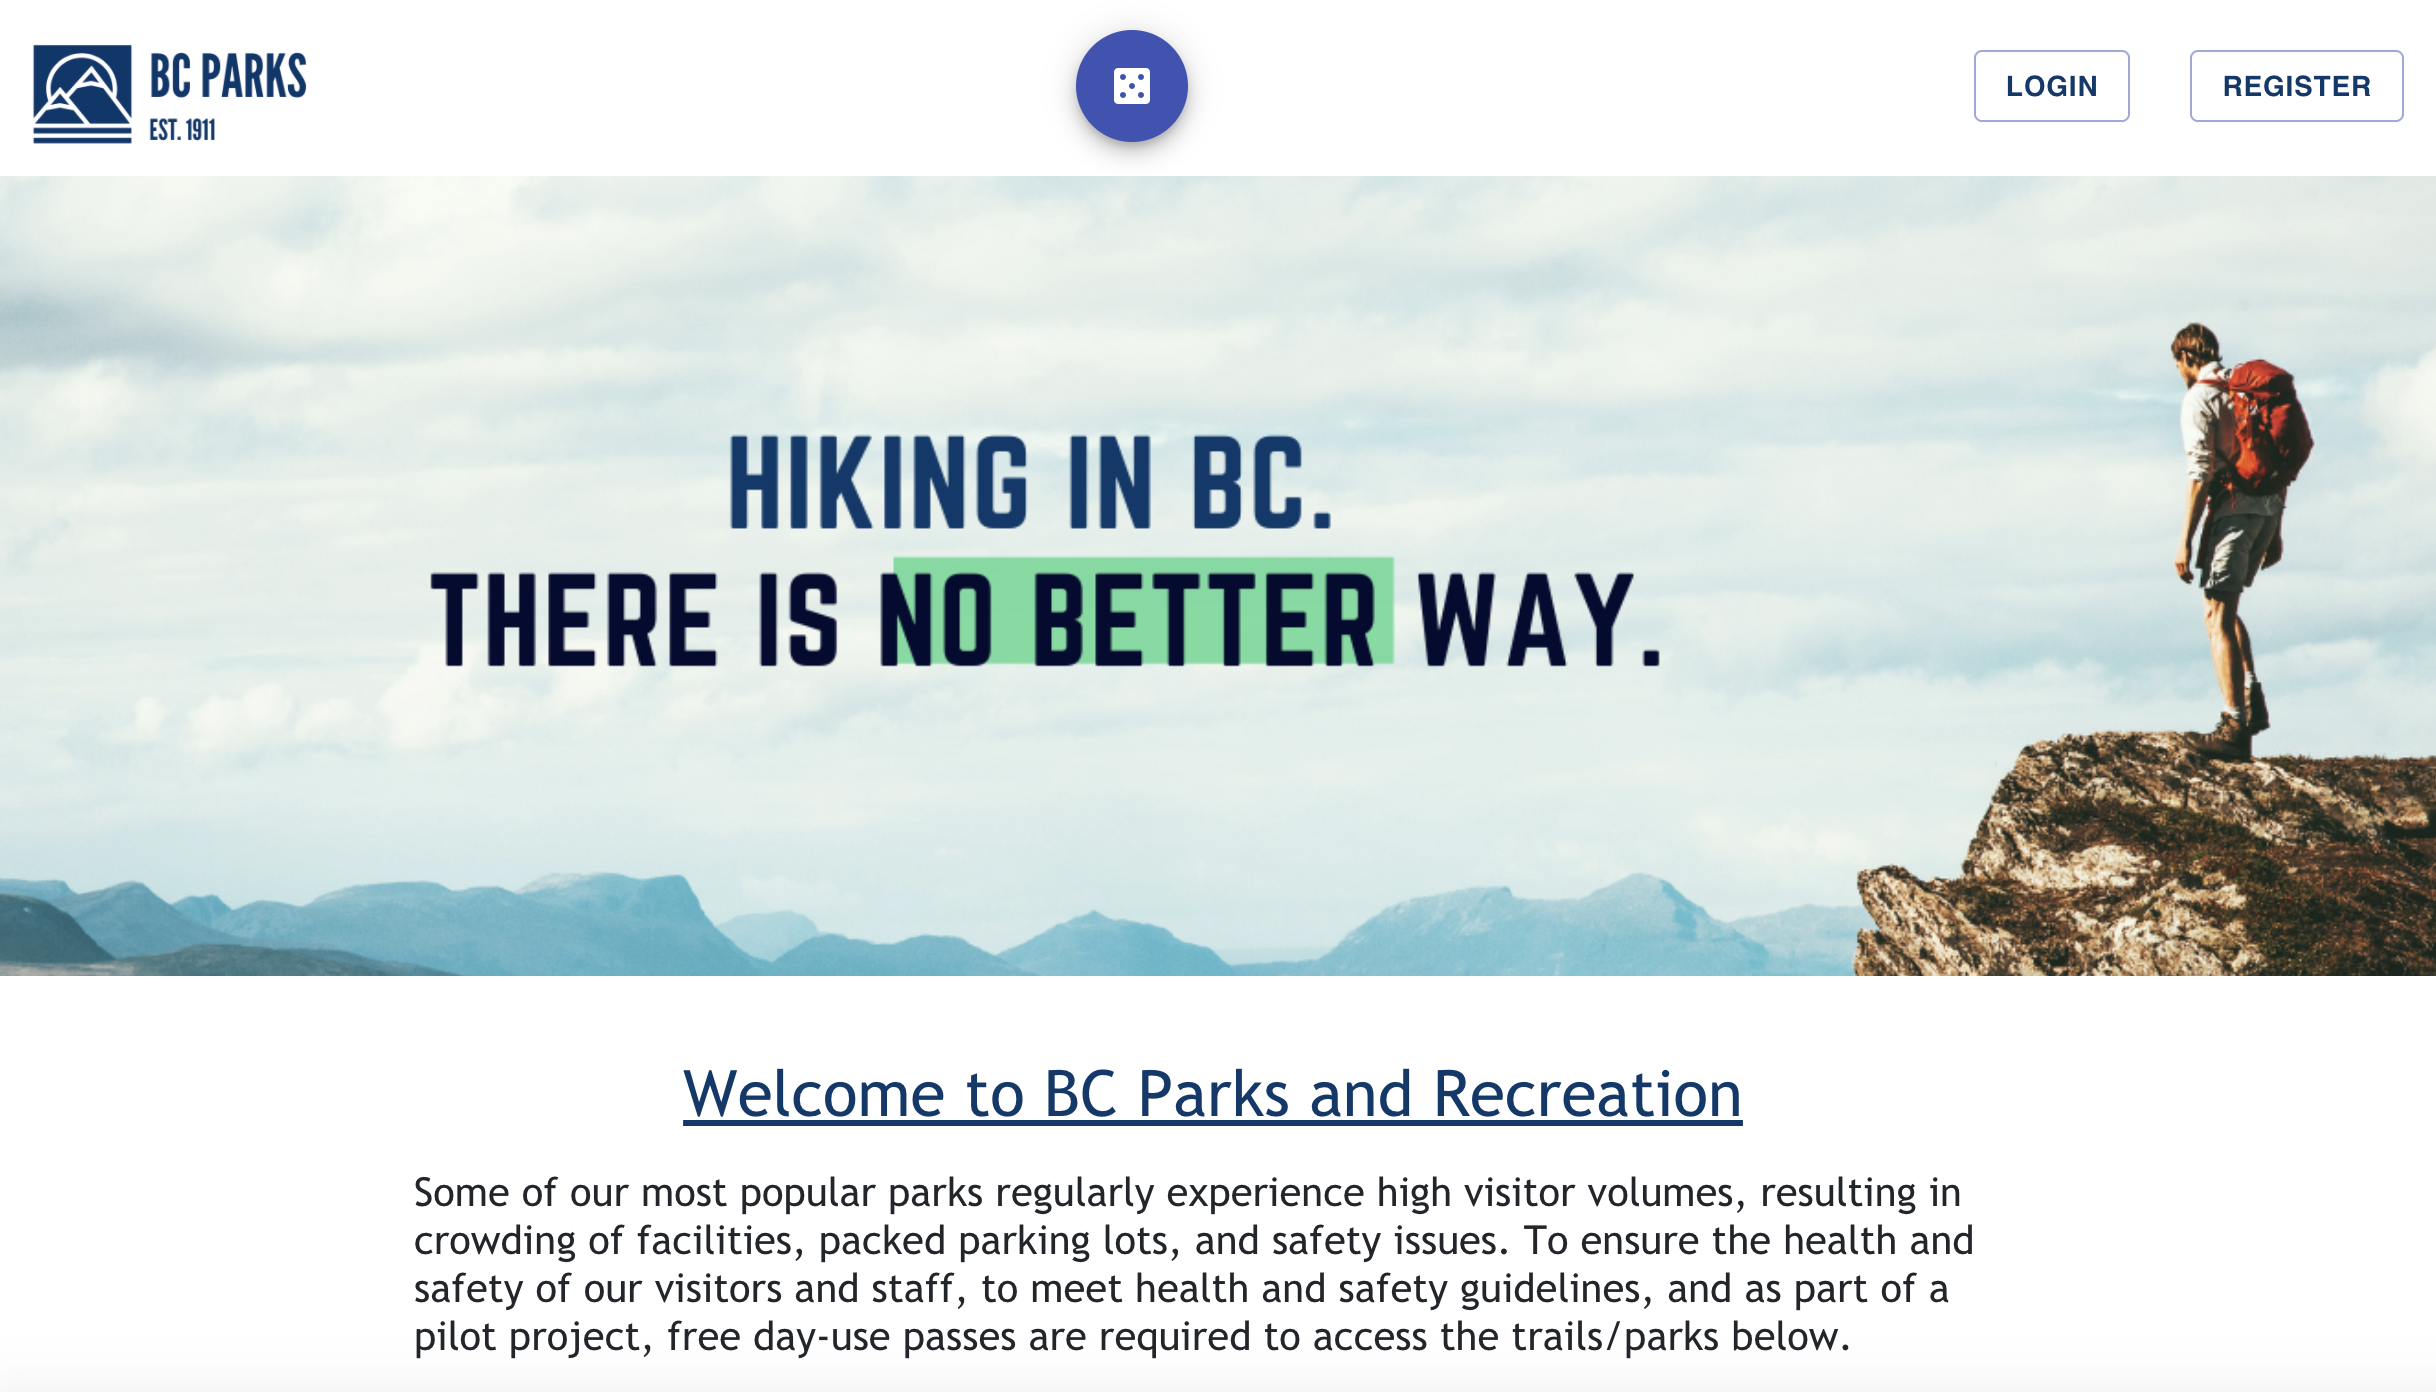 BC PARKS
EST. 1911
LOGIN
REGISTER
HIKING IN BC.
THERE IS NO BETTER WAY.
Welcome to BC Parks and Recreation
Some of our most popular parks regularly experience high visitor volumes, resulting in
crowding of facilities, packed parking lots, and safety issues. To ensure the health and
safety of our visitors and staff, to meet health and safety guidelines, and as part of a
pilot project, free day-use passes are required to access the trails/parks below.